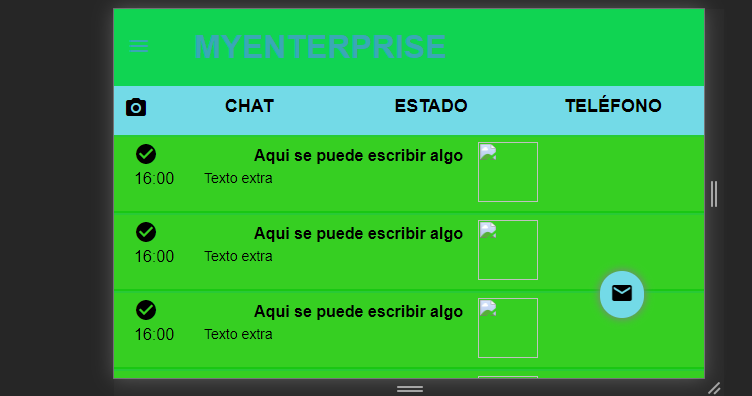 MYENTERPRISE
CHAT ESTADO TELÉFONO
Aqui se puede escribir algo
16:00 Texto extra
Aqui se puede escribir algo
16:00 Texto extra
Aqui se puede escribir algo
16:00 Texto extra